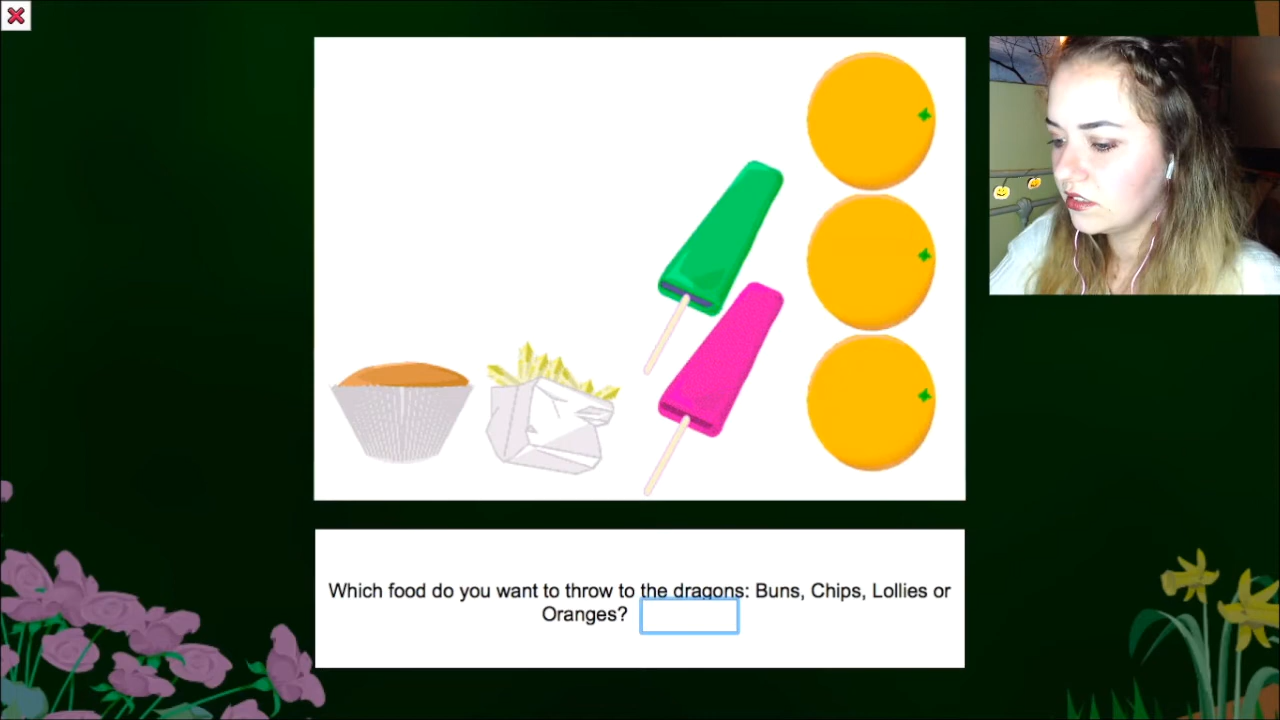 Which food do you want to throw to the dragons: Buns, Chips, Lollies or
Oranges?